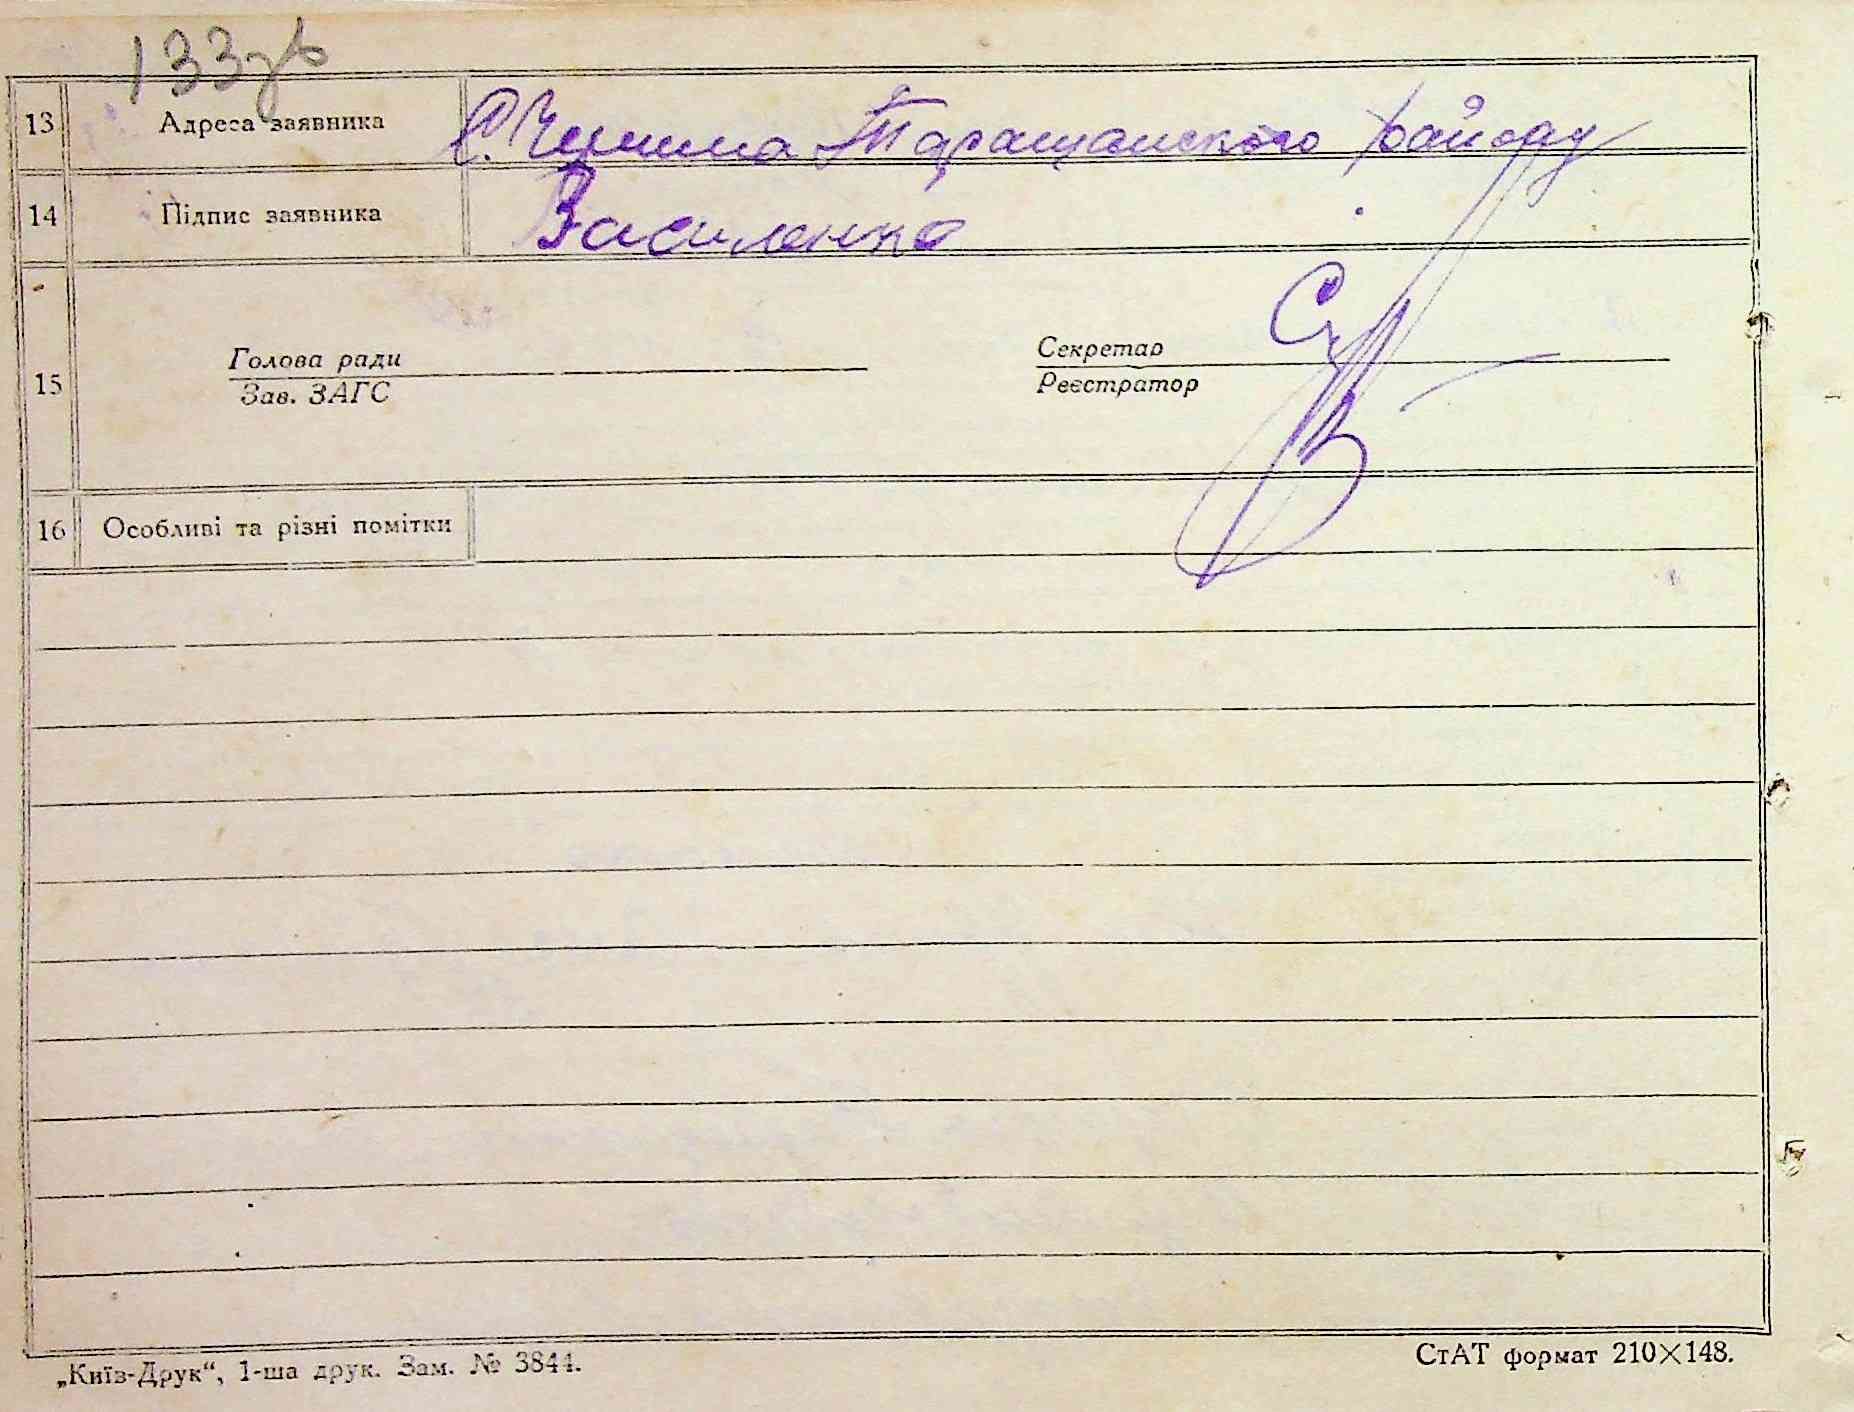 133зв
13 Адреса заявника С. Чешина Таращанського району
14 Підпис заявника Василенко
15
Голова ради Секретар
Зав. ЗАГС Реєстратор
16 Особливі та різні помітки
„Київ-Друк“, 1-ша друк. Зам. № 3844. СтАТ формат 210×148.